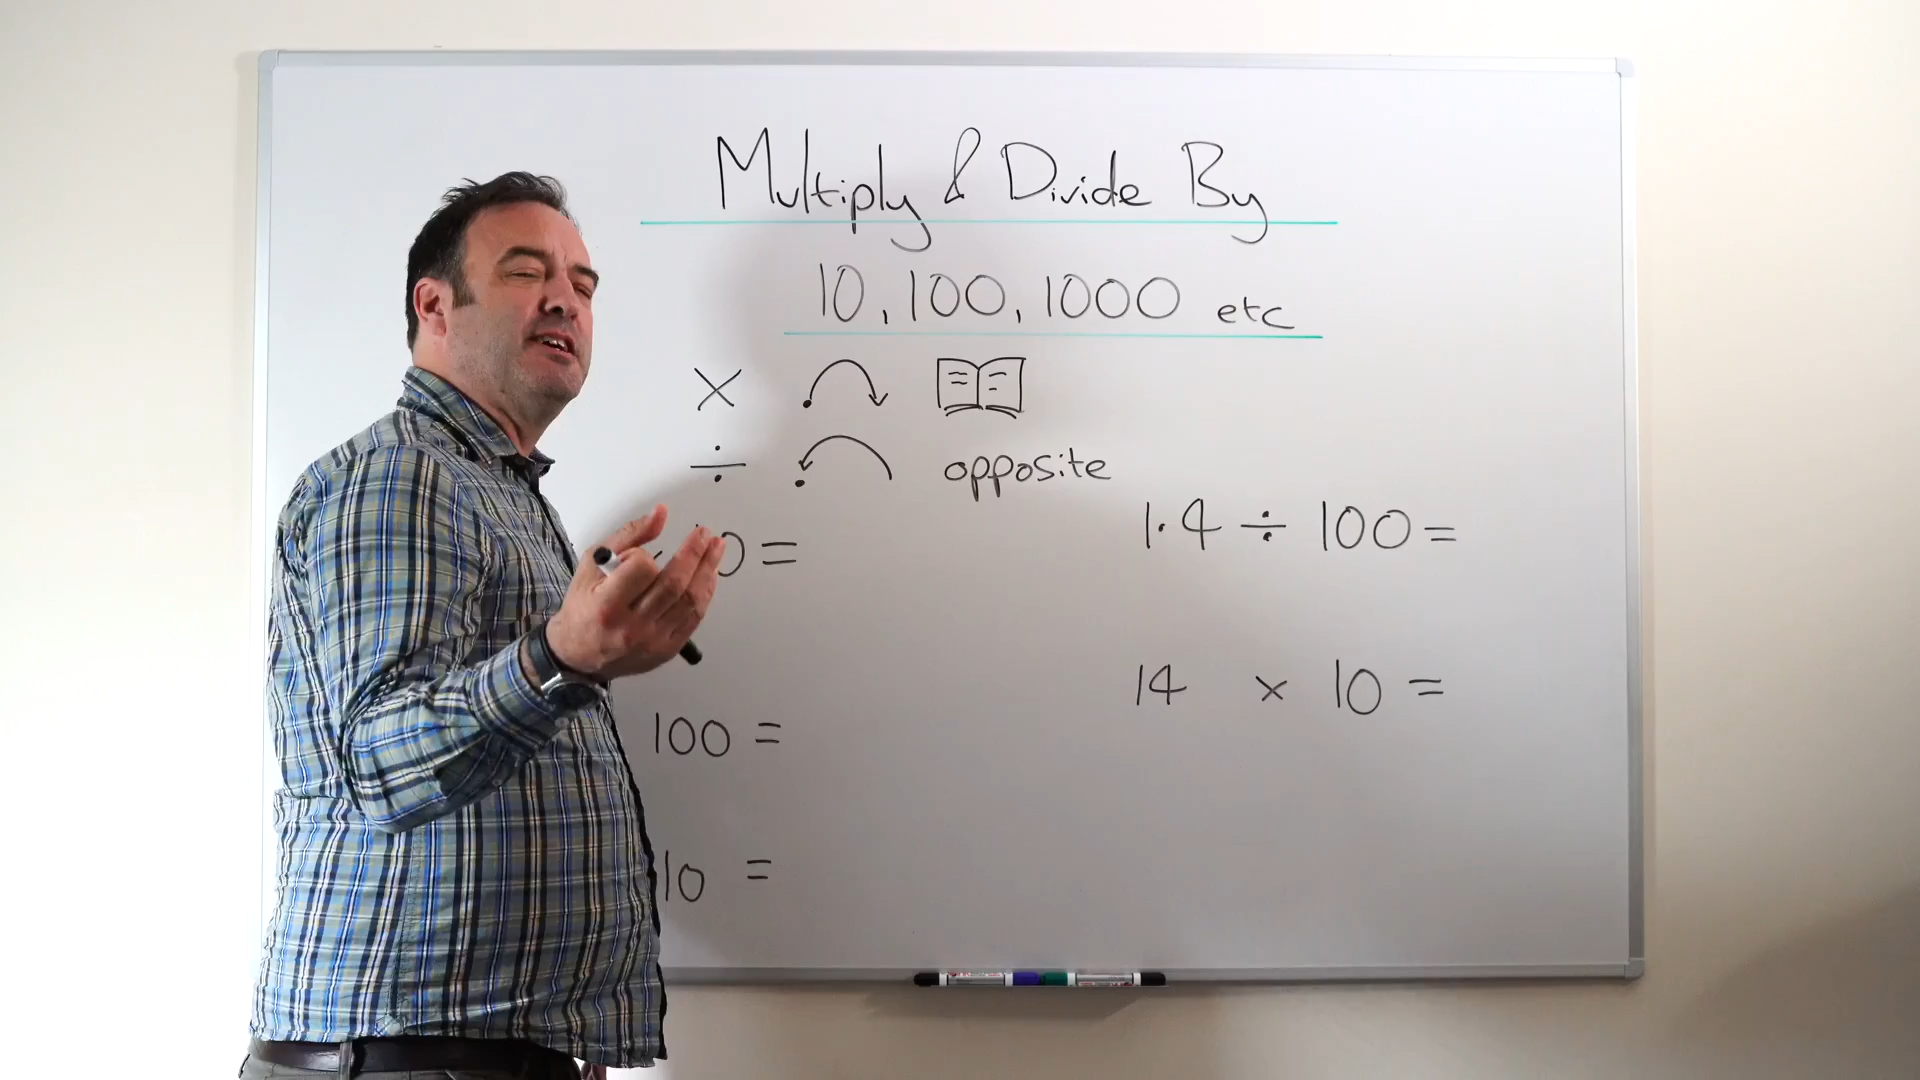 Multiply & Divide By
10, 100, 1000 etc
×
÷ opposite
0 =
1.4 ÷ 100 =
100 =
14 × 10 =
10 =